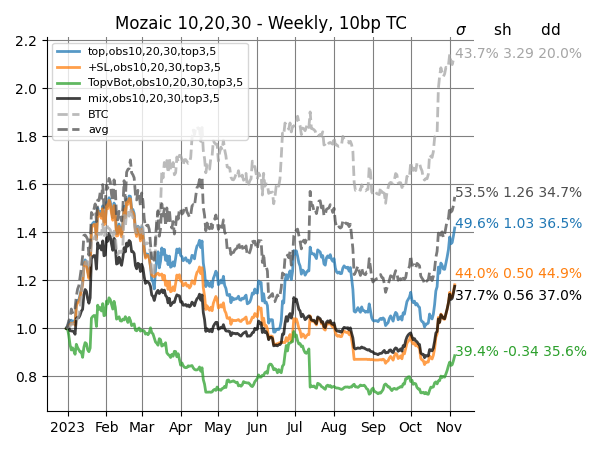 Mozaic 10,20,30 - Weekly, 10bp TC
σ sh dd
2.2
2.0
1.8
1.6
1.4
1.2
1.0
0.8
top,obs10,20,30,top3,5
+SL,obs10,20,30,top3,5
TopvBot,obs10,20,30,top3,5
mix,obs10,20,30,top3,5
BTC
avg
43.7% 3.29 20.0%
53.5% 1.26 34.7%
49.6% 1.03 36.5%
44.0% 0.50 44.9%
37.7% 0.56 37.0%
39.4% -0.34 35.6%
2023 Feb Mar Apr May Jun Jul Aug Sep Oct Nov